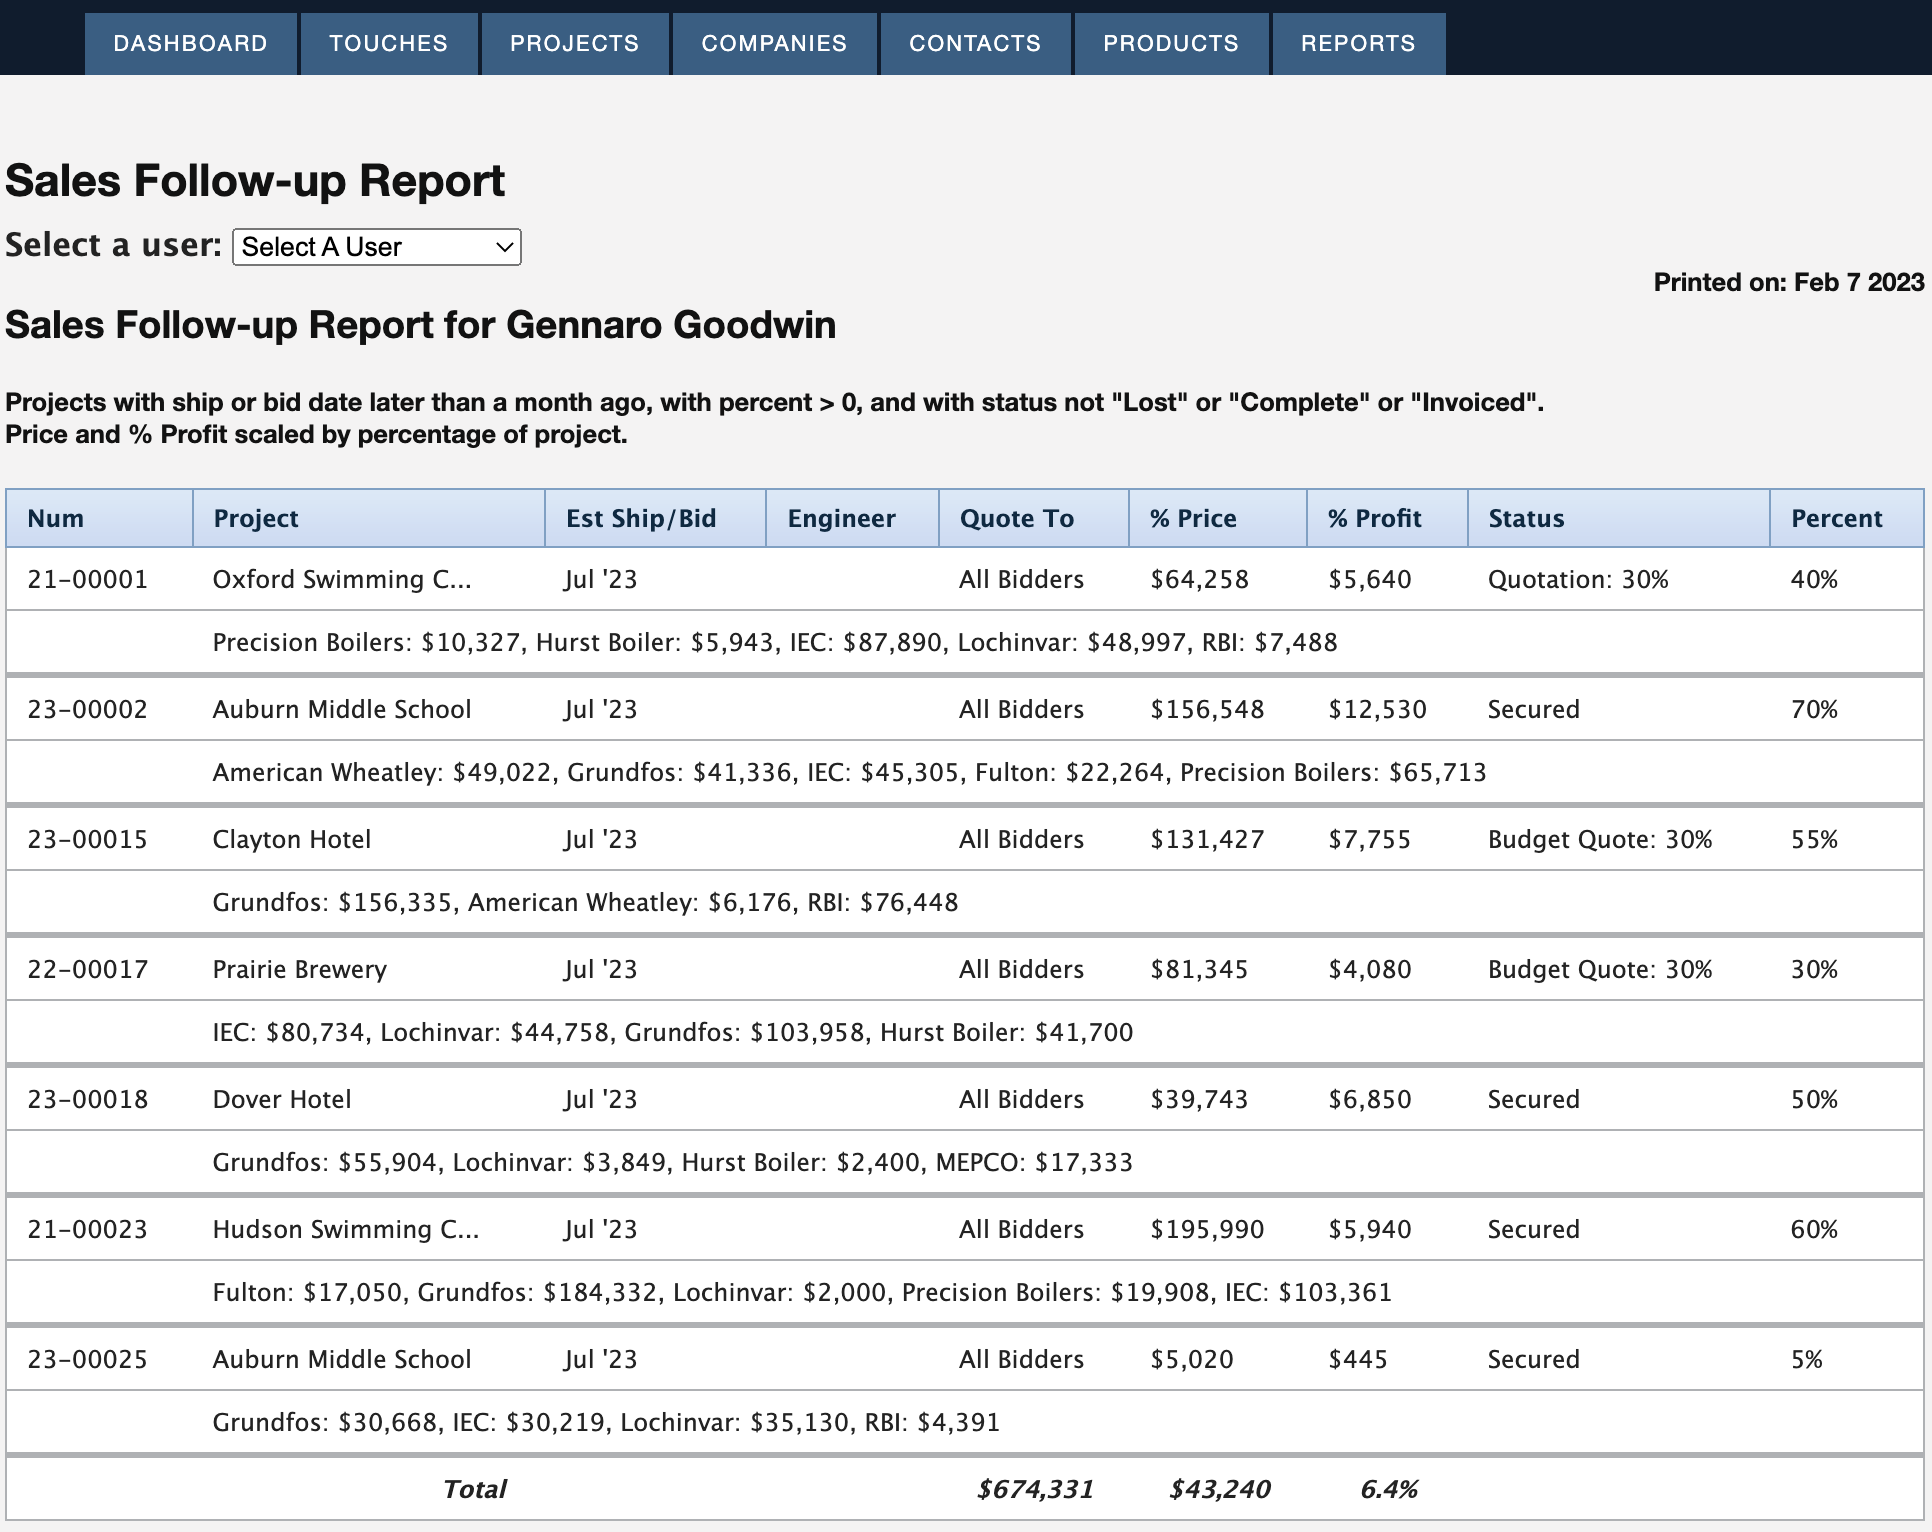 DASHBOARD TOUCHES PROJECTS COMPANIES CONTACTS PRODUCTS REPORTS
Sales Follow-up Report
Select a user: Select A User
Printed on: Feb 7 2023
Sales Follow-up Report for Gennaro Goodwin
Projects with ship or bid date later than a month ago, with percent > 0, and with status not "Lost" or "Complete" or "Invoiced".
Price and % Profit scaled by percentage of project.
Num Project Est Ship/Bid Engineer Quote To % Price % Profit Status Percent
21-00001 Oxford Swimming C... Jul '23 All Bidders $64,258 $5,640 Quotation: 30% 40%
Precision Boilers: $10,327, Hurst Boiler: $5,943, IEC: $87,890, Lochinvar: $48,997, RBI: $7,488
23-00002 Auburn Middle School Jul '23 All Bidders $156,548 $12,530 Secured 70%
American Wheatley: $49,022, Grundfos: $41,336, IEC: $45,305, Fulton: $22,264, Precision Boilers: $65,713
23-00015 Clayton Hotel Jul '23 All Bidders $131,427 $7,755 Budget Quote: 30% 55%
Grundfos: $156,335, American Wheatley: $6,176, RBI: $76,448
22-00017 Prairie Brewery Jul '23 All Bidders $81,345 $4,080 Budget Quote: 30% 30%
IEC: $80,734, Lochinvar: $44,758, Grundfos: $103,958, Hurst Boiler: $41,700
23-00018 Dover Hotel Jul '23 All Bidders $39,743 $6,850 Secured 50%
Grundfos: $55,904, Lochinvar: $3,849, Hurst Boiler: $2,400, MEPCO: $17,333
21-00023 Hudson Swimming C... Jul '23 All Bidders $195,990 $5,940 Secured 60%
Fulton: $17,050, Grundfos: $184,332, Lochinvar: $2,000, Precision Boilers: $19,908, IEC: $103,361
23-00025 Auburn Middle School Jul '23 All Bidders $5,020 $445 Secured 5%
Grundfos: $30,668, IEC: $30,219, Lochinvar: $35,130, RBI: $4,391
Total $674,331 $43,240 6.4%